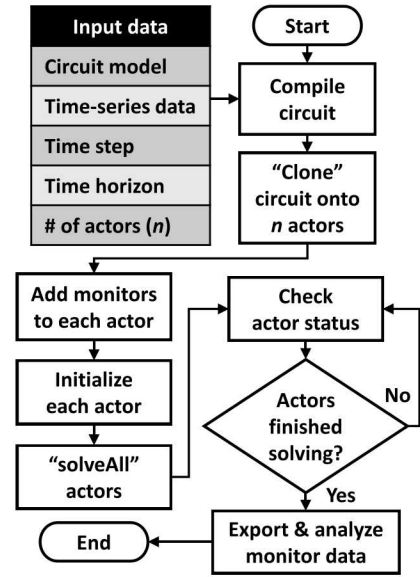 Input data
Circuit model
Time-series data
Time step
Time horizon
# of actors (n)
Start
Compile
circuit
“Clone”
circuit onto
n actors
Add monitors
to each actor
Initialize
each actor
“solveAll”
actors
Check
actor status
Actors
finished
solving?
No
Yes
Export & analyze
monitor data
End